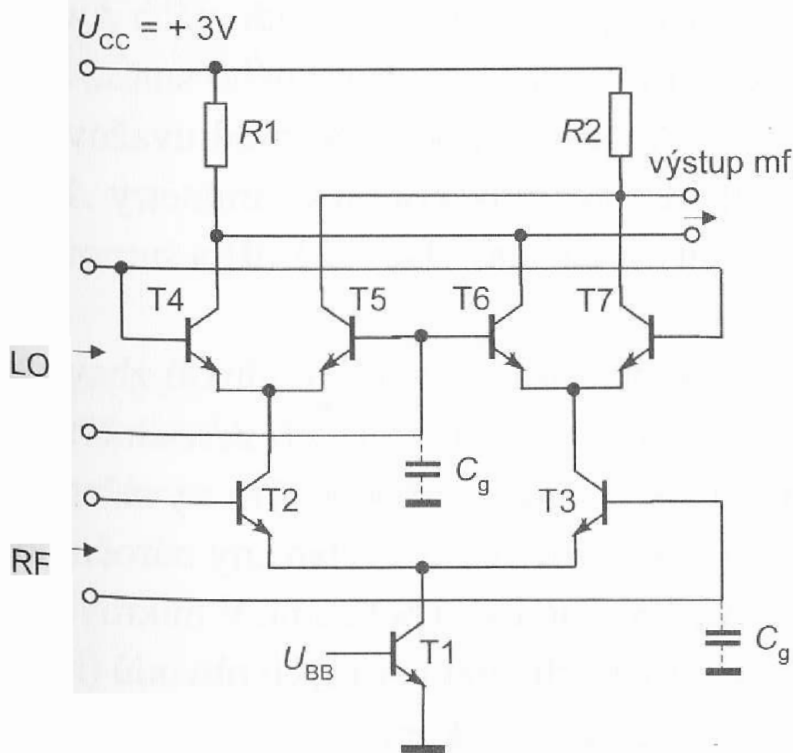 U_CC = + 3V
R1
R2
výstup mf
T4
T5
T6
T7
LO
C_g
T2
T3
RF
C_g
U_BB
T1